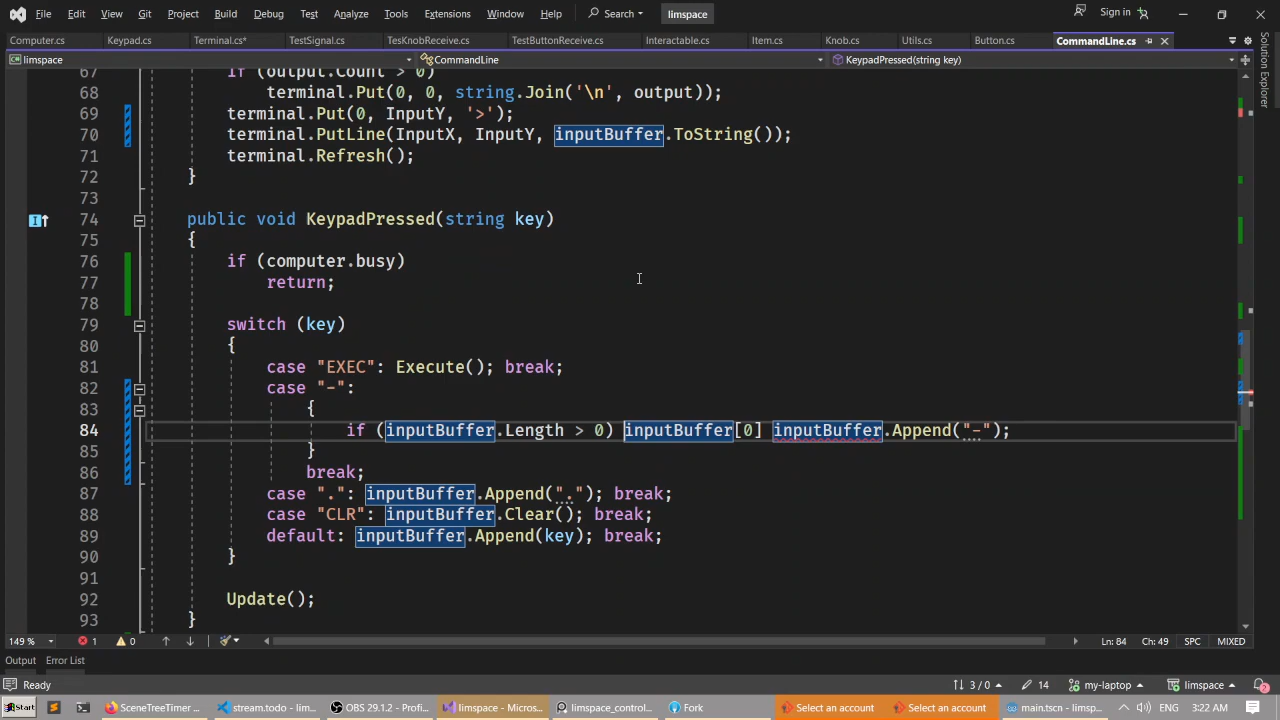 File Edit View Git Project Build Debug Test Analyze Tools Extensions Window Help Search limspace Sign in
Computer.cs Keypad.cs Terminal.cs* TestSignal.cs TesKnobReceive.cs TestButtonReceive.cs Interactable.cs Item.cs Knob.cs Utils.cs Button.cs CommandLine.cs
limspace CommandLine KeypadPressed(string key)
67 if (output.Count > 0)
68 terminal.Put(0, 0, string.Join('\n', output));
69 terminal.Put(0, InputY, '>');
70 terminal.PutLine(InputX, InputY, inputBuffer.ToString());
71 terminal.Refresh();
72 }
73
74 public void KeypadPressed(string key)
75 {
76 if (computer.busy)
77 return;
78
79 switch (key)
80 {
81 case "EXEC": Execute(); break;
82 case "-":
83 {
84 if (inputBuffer.Length > 0) inputBuffer[0] inputBuffer.Append("-");
85 }
86 break;
87 case ".": inputBuffer.Append("."); break;
88 case "CLR": inputBuffer.Clear(); break;
89 default: inputBuffer.Append(key); break;
90 }
91
92 Update();
93 }
149 % 1 0 Ln: 84 Ch: 49 SPC MIXED
Output Error List
Ready 3 / 0 14 my-laptop limspace 2
Start SceneTreeTimer ... stream.todo - lim... OBS 29.1.2 - Profi... limspace - Micros... limspace_control... Fork Select an account Select an account main.tscn - limsp... ENG 3:22 AM
Solution Explorer